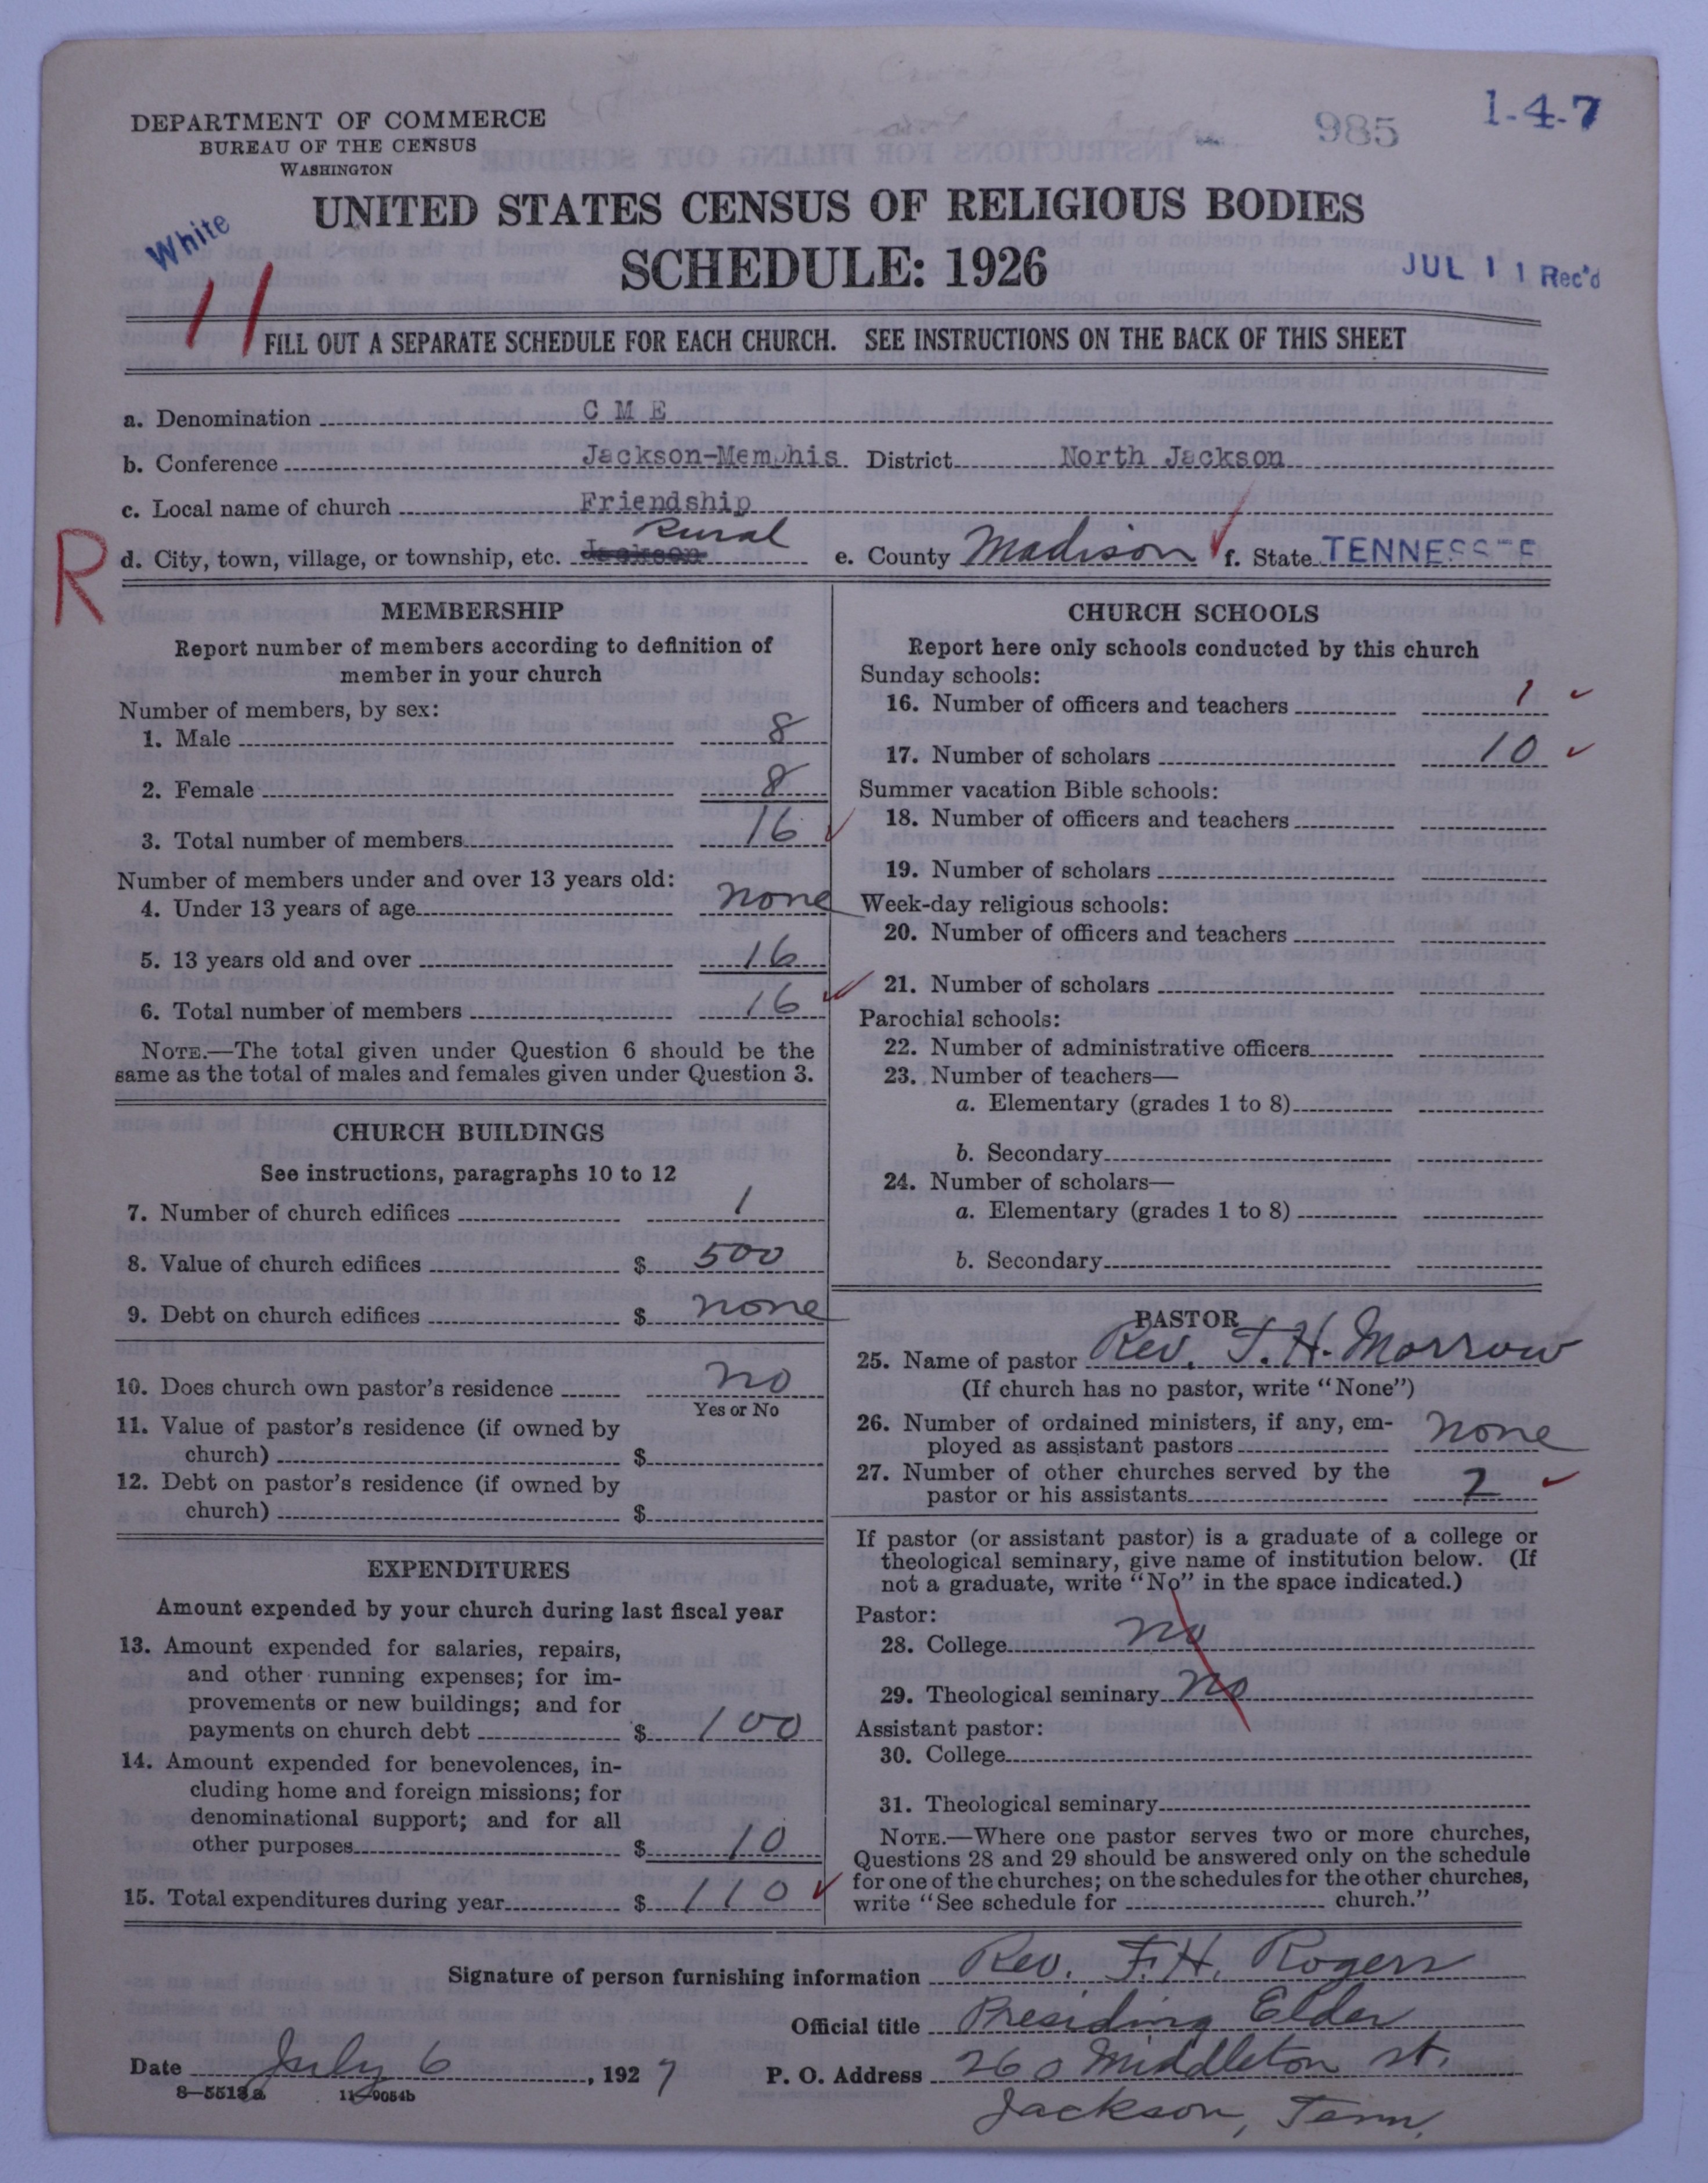 985 1-4-7
DEPARTMENT OF COMMERCE
BUREAU OF THE CENSUS
WASHINGTON
UNITED STATES CENSUS OF RELIGIOUS BODIES
White
SCHEDULE: 1926
JUL 11 Rec'd
11
FILL OUT A SEPARATE SCHEDULE FOR EACH CHURCH. SEE INSTRUCTIONS ON THE BACK OF THIS SHEET
a. Denomination C M E
b. Conference Jackson-Memphis District North Jackson
c. Local name of church Friendship
Rural
R d. City, town, village, or township, etc. Jackson e. County Madison f. State TENNESSEE
MEMBERSHIP
Report number of members according to definition of
member in your church
Number of members, by sex:
1. Male 8
2. Female 8
3. Total number of members 16
Number of members under and over 13 years old:
4. Under 13 years of age none
5. 13 years old and over 16
6. Total number of members 16
NOTE.—The total given under Question 6 should be the
same as the total of males and females given under Question 3.
CHURCH BUILDINGS
See instructions, paragraphs 10 to 12
7. Number of church edifices 1
8. Value of church edifices $ 500
9. Debt on church edifices $ none
10. Does church own pastor's residence no
Yes or No
11. Value of pastor's residence (if owned by
church) $
12. Debt on pastor's residence (if owned by
church) $
EXPENDITURES
Amount expended by your church during last fiscal year
13. Amount expended for salaries, repairs,
and other running expenses; for im-
provements or new buildings; and for
payments on church debt $ 100
14. Amount expended for benevolences, in-
cluding home and foreign missions; for
denominational support; and for all
other purposes $ 10
15. Total expenditures during year $ 110
CHURCH SCHOOLS
Report here only schools conducted by this church
Sunday schools:
16. Number of officers and teachers 1
17. Number of scholars 10
Summer vacation Bible schools:
18. Number of officers and teachers
19. Number of scholars
Week-day religious schools:
20. Number of officers and teachers
21. Number of scholars
Parochial schools:
22. Number of administrative officers
23. Number of teachers—
a. Elementary (grades 1 to 8)
b. Secondary
24. Number of scholars—
a. Elementary (grades 1 to 8)
b. Secondary
PASTOR
25. Name of pastor Rev. T. H. Morrow
(If church has no pastor, write "None")
26. Number of ordained ministers, if any, em-
ployed as assistant pastors none
27. Number of other churches served by the
pastor or his assistants 2
If pastor (or assistant pastor) is a graduate of a college or
theological seminary, give name of institution below. (If
not a graduate, write "No" in the space indicated.)
Pastor:
28. College no
29. Theological seminary no
Assistant pastor:
30. College
31. Theological seminary
NOTE.—Where one pastor serves two or more churches,
Questions 28 and 29 should be answered only on the schedule
for one of the churches; on the schedules for the other churches,
write "See schedule for church."
Signature of person furnishing information Rev. F. H. Rogers
Official title Presiding Elder
Date July 6, 1927 P. O. Address 260 Middleton st.
8—5513a 11—9054b
Jackson, Tenn.